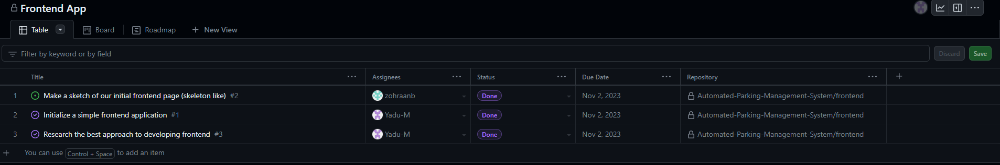 Frontend App
Table Board Roadmap New View
Filter by keyword or by field Discard Save
Title Assignees Status Due Date Repository
1 Make a sketch of our initial frontend page (skeleton like) #2 zohraanb Done Nov 2, 2023 Automated-Parking-Management-System/frontend
2 Initialize a simple frontend application #1 Yadu-M Done Nov 2, 2023 Automated-Parking-Management-System/frontend
3 Research the best approach to developing frontend #3 Yadu-M Done Nov 2, 2023 Automated-Parking-Management-System/frontend
You can use Control + Space to add an item